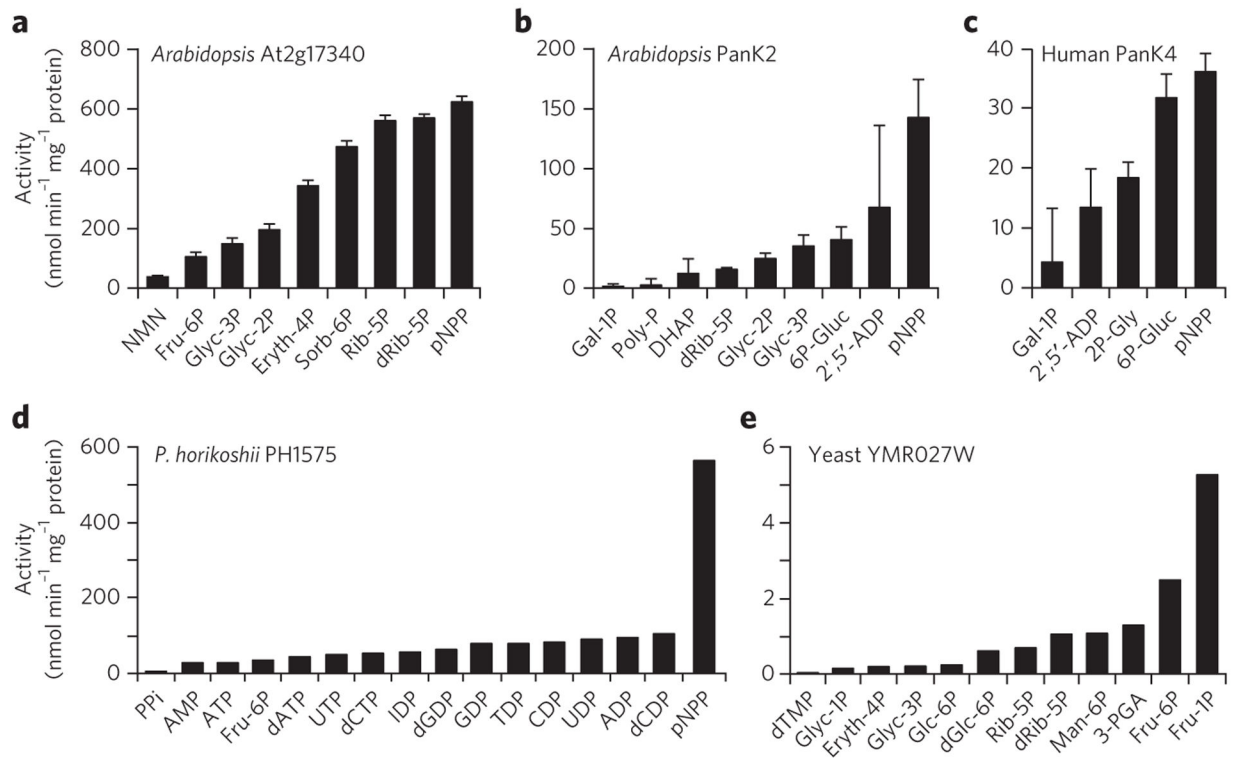 a
Arabidopsis At2g17340
Activity
(nmol min⁻¹ mg⁻¹ protein)
800
600
400
200
0
NMN
Fru-6P
Glyc-3P
Glyc-2P
Eryth-4P
Sorb-6P
Rib-5P
dRib-5P
pNPP
b
Arabidopsis PanK2
200
150
100
50
0
Gal-1P
Poly-P
DHAP
dRib-5P
Glyc-2P
Glyc-3P
6P-Gluc
2′,5′-ADP
pNPP
c
Human PanK4
40
30
20
10
0
Gal-1P
2′,5′-ADP
2P-Gly
6P-Gluc
pNPP
d
P. horikoshii PH1575
Activity
(nmol min⁻¹ mg⁻¹ protein)
600
400
200
0
PPi
AMP
ATP
Fru-6P
dATP
UTP
dCTP
IDP
dGDP
GDP
TDP
CDP
UDP
ADP
dCDP
pNPP
e
Yeast YMR027W
6
4
2
0
dTMP
Glyc-1P
Eryth-4P
Glyc-3P
Glc-6P
dGlc-6P
Rib-5P
dRib-5P
Man-6P
3-PGA
Fru-6P
Fru-1P